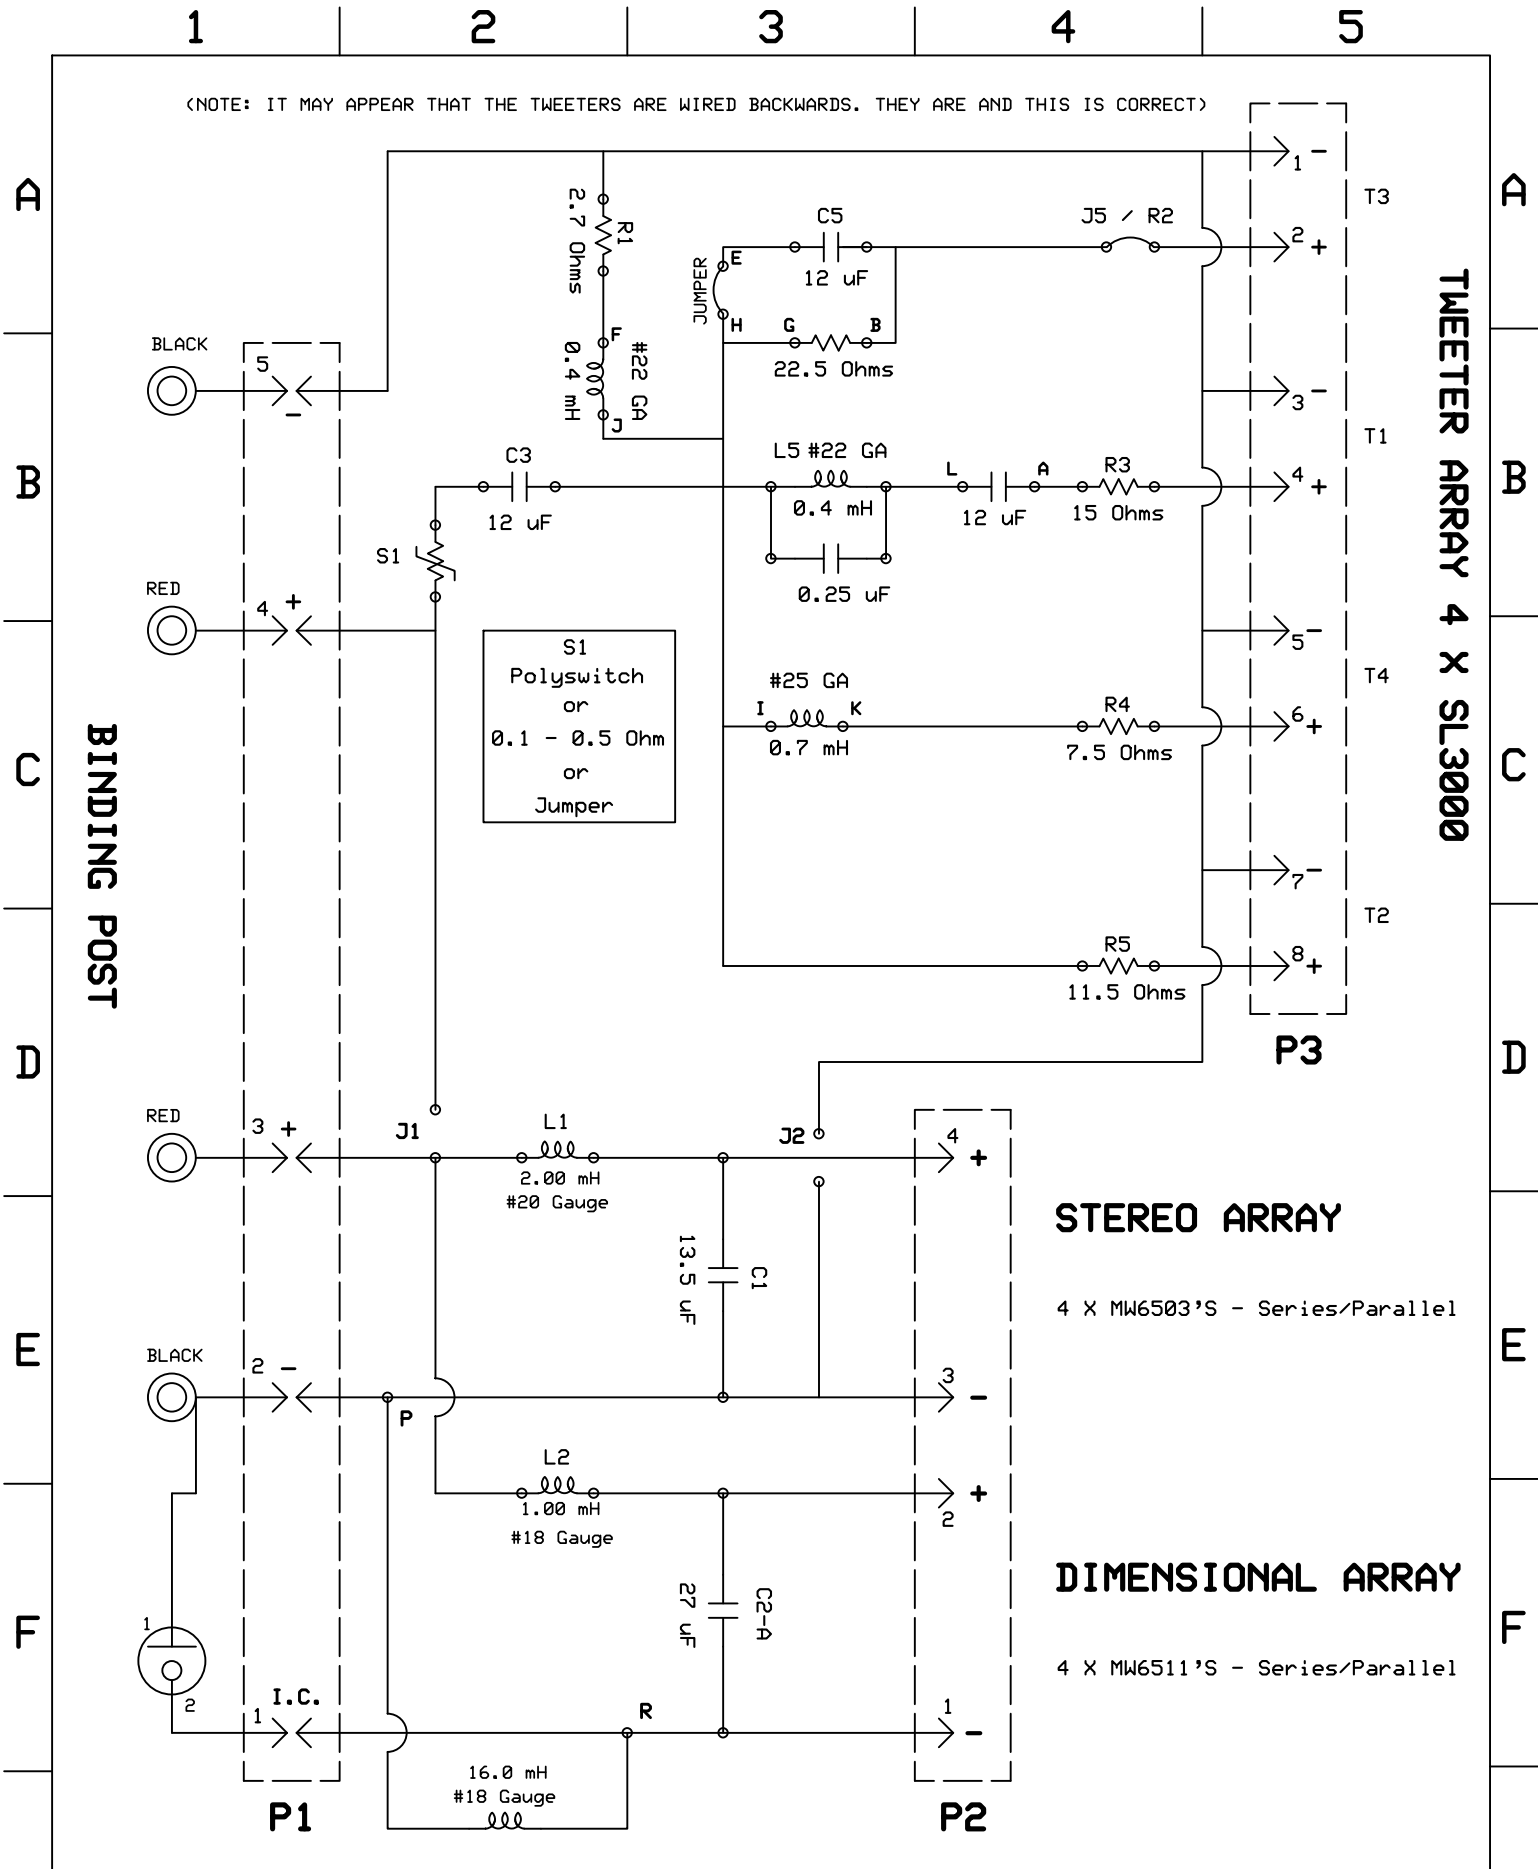 1 2 3 4 5
(NOTE: IT MAY APPEAR THAT THE TWEETERS ARE WIRED BACKWARDS. THEY ARE AND THIS IS CORRECT)
A
A
1 -
T3
2.7 Ohms
R1
C5
12 uF
J5 / R2
2 +
JUMPER
E
H
G
B
22.5 Ohms
F
#22 GA
0.4 mH
J
BLACK
5
-
3 -
T1
B
B
C3
12 uF
L5 #22 GA
0.4 mH
L
A
12 uF
R3
15 Ohms
4 +
S1
0.25 uF
RED
4 +
5 -
T4
S1
Polyswitch
or
0.1 - 0.5 Ohm
or
Jumper
#25 GA
I
K
0.7 mH
R4
7.5 Ohms
6 +
C
C
BINDING POST
TWEETER ARRAY 4 X SL3000
7 -
T2
R5
11.5 Ohms
8 +
P3
D
D
RED
3 +
J1
L1
2.00 mH
#20 Gauge
J2
4
+
STEREO ARRAY
13.5 uF
C1
4 X MW6503'S - Series/Parallel
E
E
BLACK
2 -
P
3
-
L2
1.00 mH
#18 Gauge
+
2
DIMENSIONAL ARRAY
27 uF
C2-A
F
F
1
2
4 X MW6511'S - Series/Parallel
I.C.
1
R
1
-
16.0 mH
#18 Gauge
P1
P2